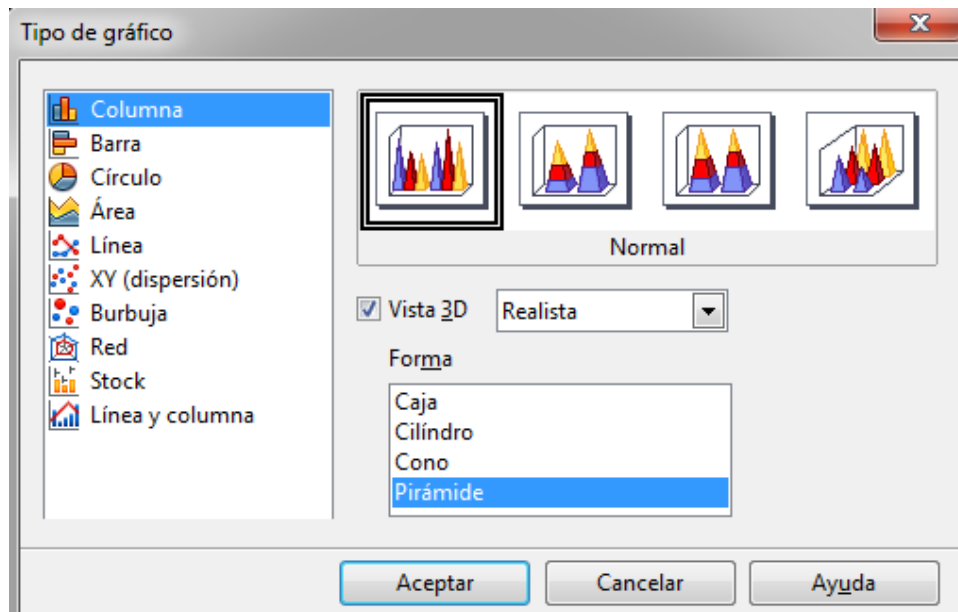 Tipo de gráfico
Columna
Barra
Círculo
Área
Línea
XY (dispersión)
Burbuja
Red
Stock
Línea y columna
Normal
Vista 3D
Realista
Forma
Caja
Cilíndro
Cono
Pirámide
Aceptar
Cancelar
Ayuda